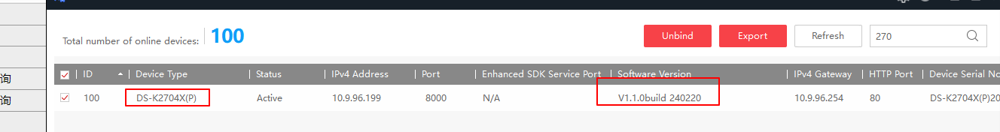 Total number of online devices: 100
Unbind Export Refresh 270
ID Device Type Status IPv4 Address Port Enhanced SDK Service Port Software Version IPv4 Gateway HTTP Port Device Serial No
询
100 DS-K2704X(P) Active 10.9.96.199 8000 N/A V1.1.0build 240220 10.9.96.254 80 DS-K2704X(P)20
询